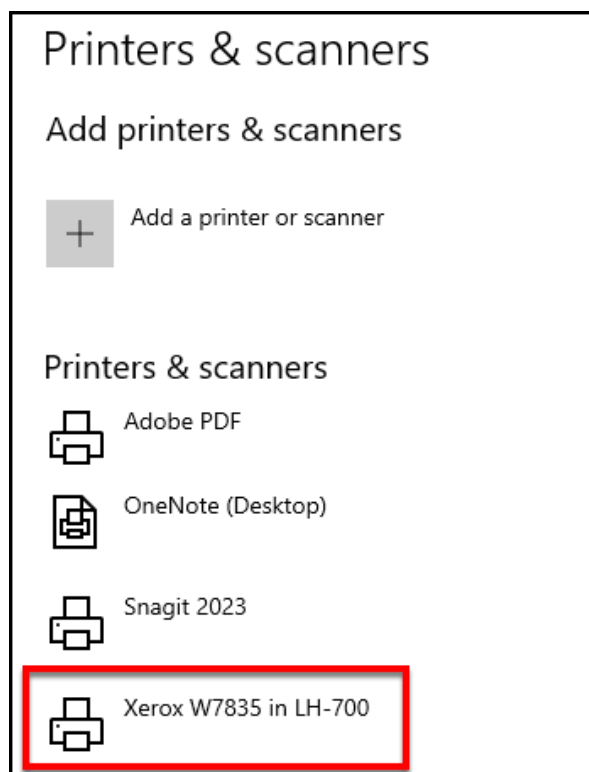 Printers & scanners
Add printers & scanners
Add a printer or scanner
Printers & scanners
Adobe PDF
OneNote (Desktop)
Snagit 2023
Xerox W7835 in LH-700